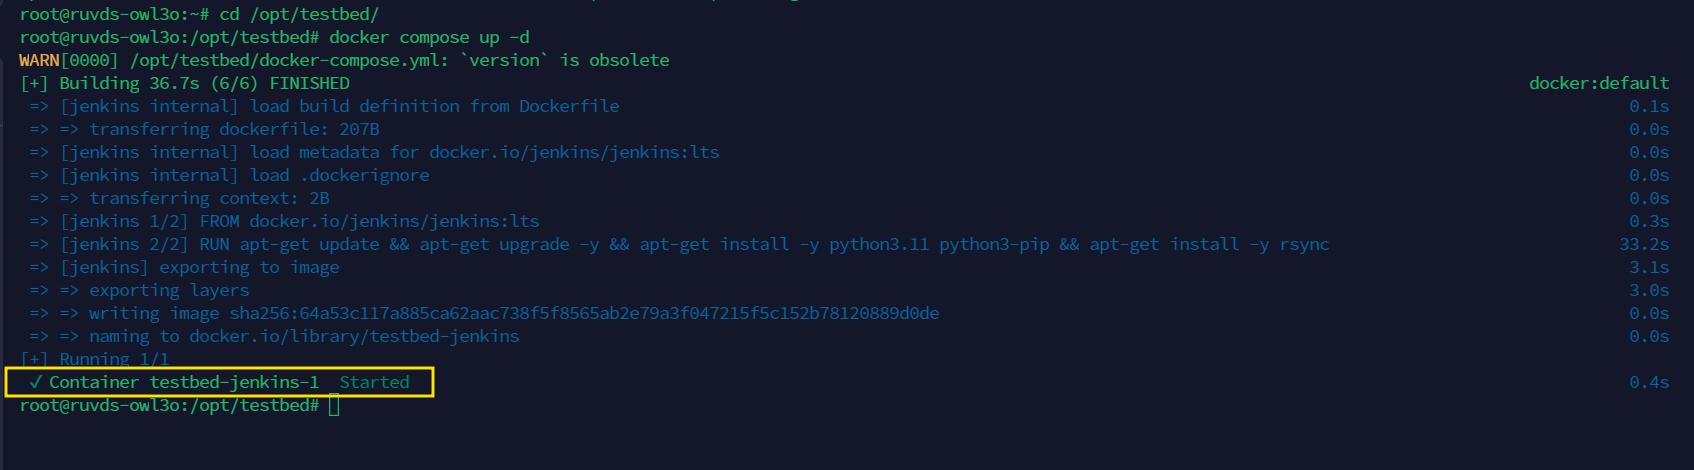 root@ruvds-owl3o:~# cd /opt/testbed/
root@ruvds-owl3o:/opt/testbed# docker compose up -d
WARN[0000] /opt/testbed/docker-compose.yml: `version` is obsolete
[+] Building 36.7s (6/6) FINISHED docker:default
=> [jenkins internal] load build definition from Dockerfile 0.1s
=> => transferring dockerfile: 207B 0.0s
=> [jenkins internal] load metadata for docker.io/jenkins/jenkins:lts 0.0s
=> [jenkins internal] load .dockerignore 0.0s
=> => transferring context: 2B 0.0s
=> [jenkins 1/2] FROM docker.io/jenkins/jenkins:lts 0.3s
=> [jenkins 2/2] RUN apt-get update && apt-get upgrade -y && apt-get install -y python3.11 python3-pip && apt-get install -y rsync 33.2s
=> [jenkins] exporting to image 3.1s
=> => exporting layers 3.0s
=> => writing image sha256:64a53c117a885ca62aac738f5f8565ab2e79a3f047215f5c152b78120889d0de 0.0s
=> => naming to docker.io/library/testbed-jenkins 0.0s
[+] Running 1/1
✓ Container testbed-jenkins-1 Started 0.4s
root@ruvds-owl3o:/opt/testbed#